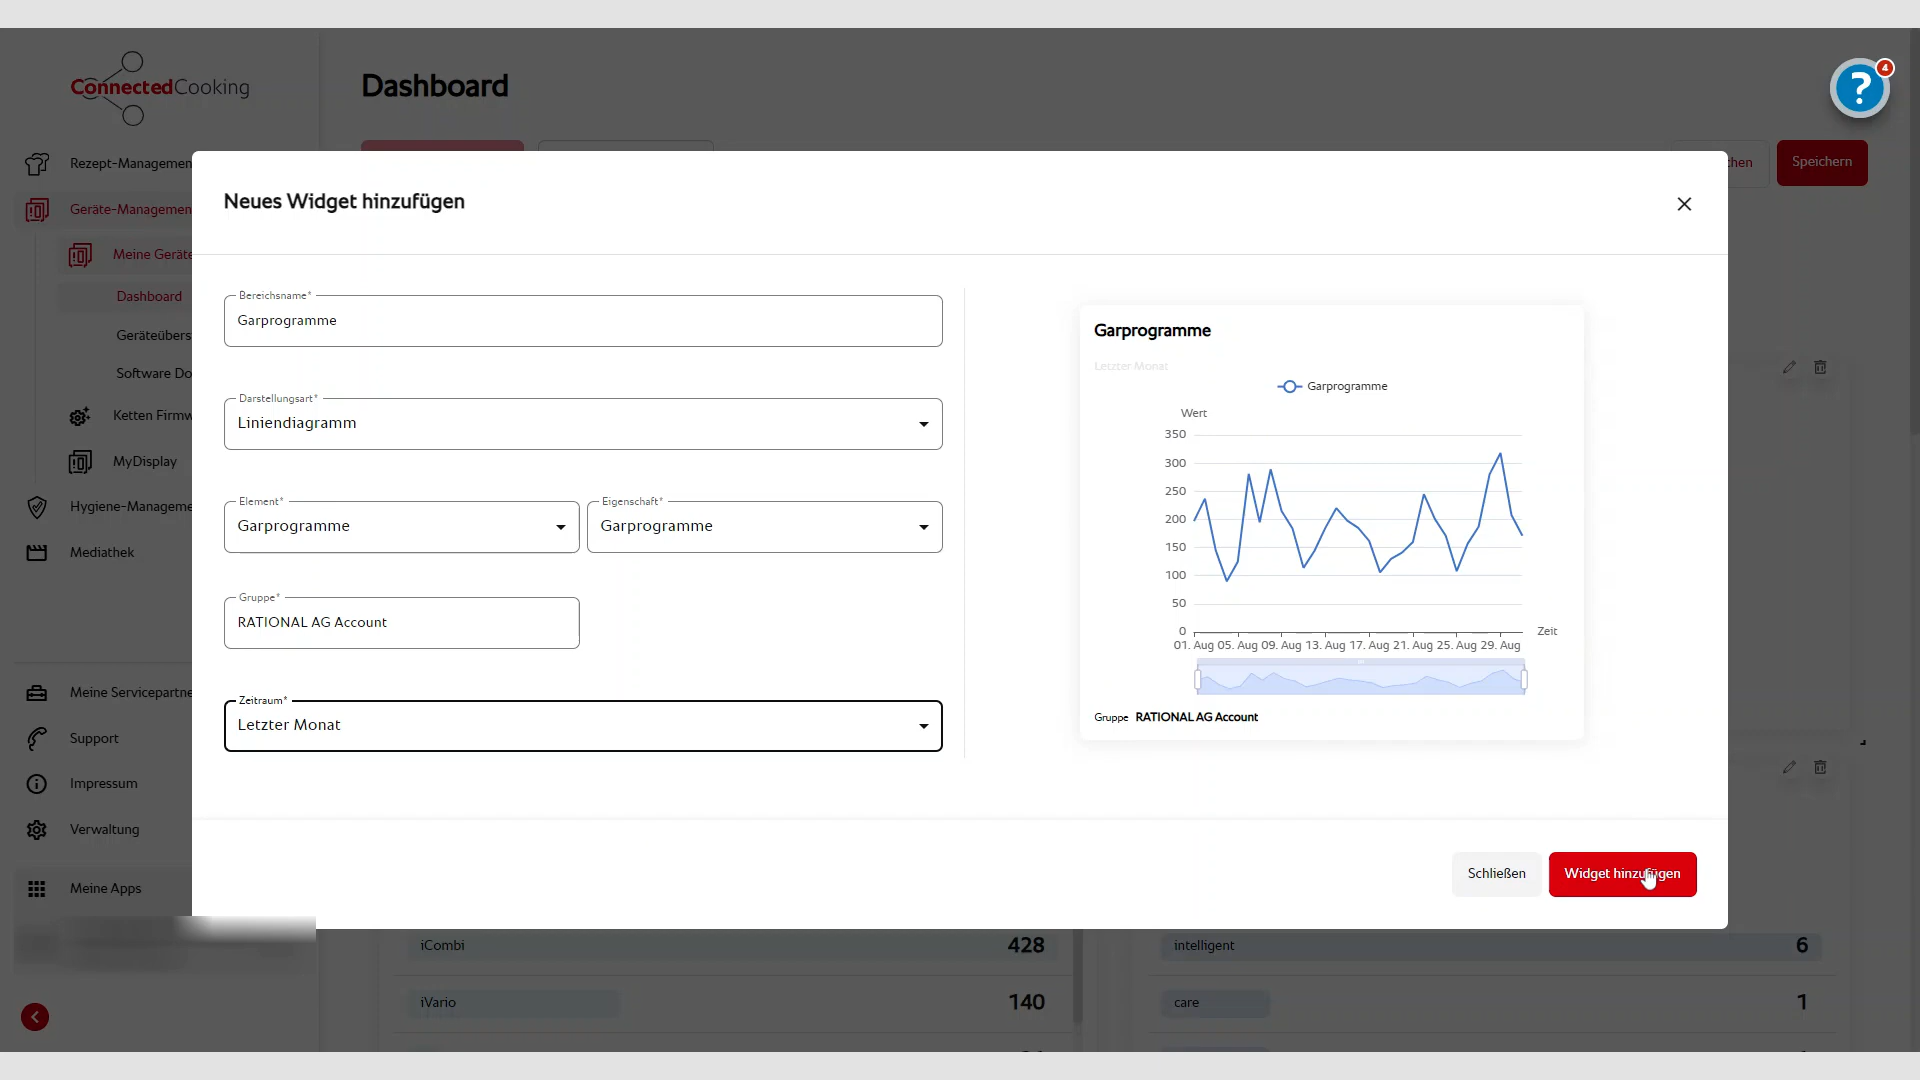 ConnectedCooking
Dashboard
4
Rezept-Managemen
Geräte-Managemen
Meine Geräte
Dashboard
Geräteübers
Software Do
Ketten Firmw
MyDisplay
Hygiene-Manageme
Mediathek
Meine Servicepartne
Support
Impressum
Verwaltung
Meine Apps
chen
Speichern
Neues Widget hinzufügen
Bereichsname*
Garprogramme
Darstellungsart*
Liniendiagramm
Element*
Garprogramme
Eigenschaft*
Garprogramme
Gruppe*
RATIONAL AG Account
Zeitraum*
Letzter Monat
Garprogramme
Letzter Monat
Garprogramme
Wert
350
300
250
200
150
100
50
0
Zeit
01. Aug 05. Aug 09. Aug 13. Aug 17. Aug 21. Aug 25. Aug 29. Aug
Gruppe RATIONAL AG Account
Schließen
Widget hinzufügen
iCombi 428
iVario 140
intelligent 6
care 1